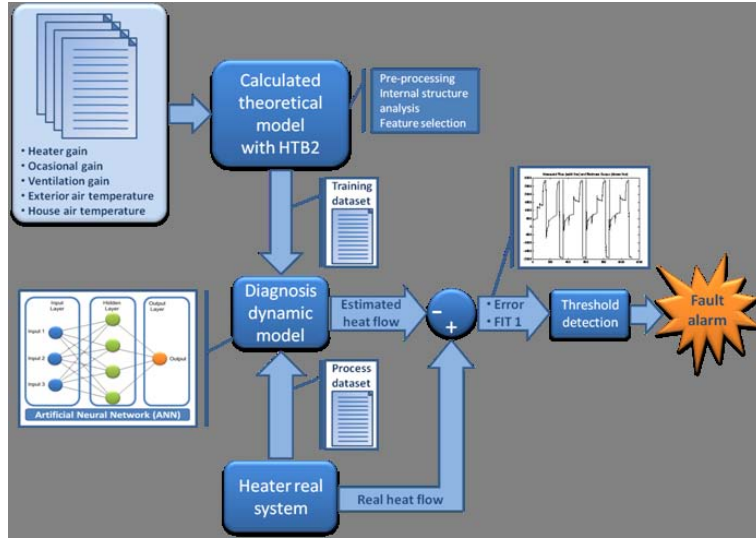 • Heater gain
• Ocasional gain
• Ventilation gain
• Exterior air temperature
• House air temperature
Calculated
theoretical
model
with HTB2
Pre-processing
Internal structure
analysis
Feature selection
Training
dataset
Input
Layer
Hidden
Layer
Output
Layer
Input 1
Input 2
Input 3
Output
Artificial Neural Network (ANN)
Diagnosis
dynamic
model
Estimated
heat flow
-
+
• Error
• FIT 1
Threshold
detection
Fault
alarm
Process
dataset
Heater real
system
Real heat flow